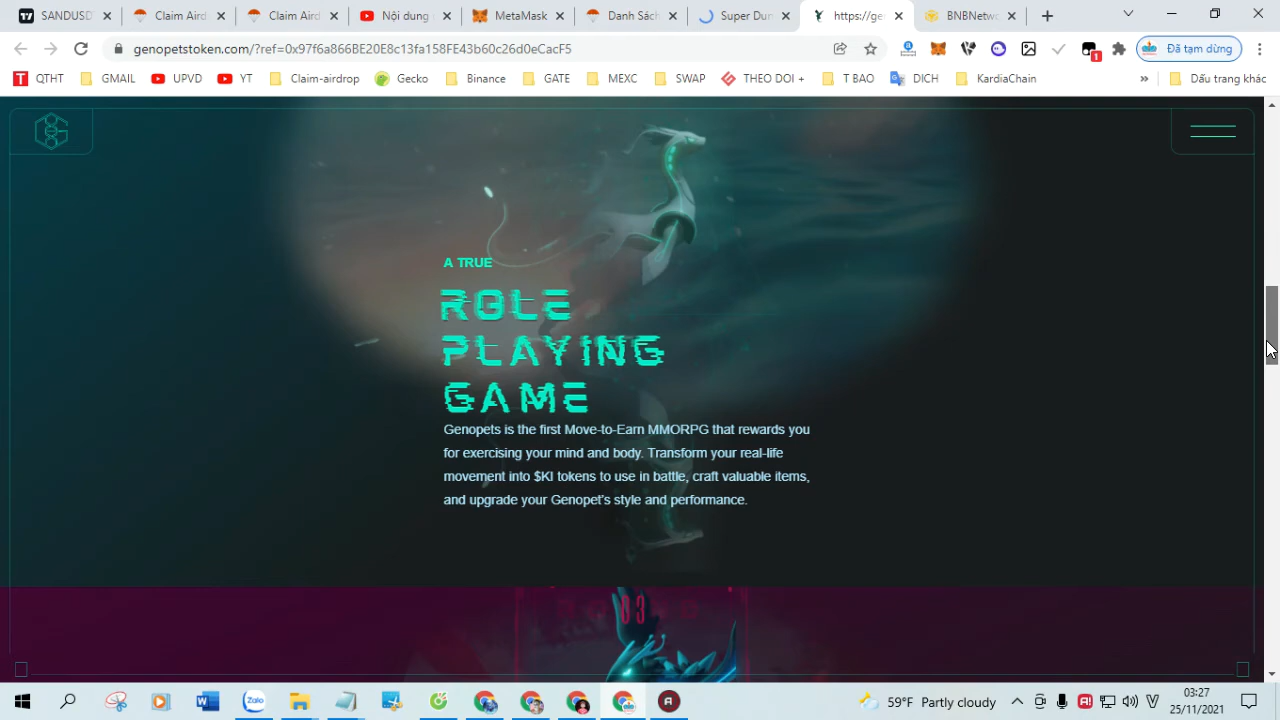 SANDUSD
Claim Aird
Claim Aird
Nội dung
MetaMask
Danh Sách
Super Dun
https://ge
BNBNetwo
genopetstoken.com/?ref=0x97f6a866BE20E8c13fa158FE43b60c26d0eCacF5
1
Đã tạm dừng
QTHT
GMAIL
UPVD
YT
Claim-airdrop
Gecko
Binance
GATE
MEXC
SWAP
THEO DOI +
T BAO
DICH
KardiaChain
»
Dấu trang khác
A TRUE
ROLE
PLAYING
GAME
Genopets is the first Move-to-Earn MMORPG that rewards you
for exercising your mind and body. Transform your real-life
movement into $KI tokens to use in battle, craft valuable items,
and upgrade your Genopet's style and performance.
03
Zalo
59°F Partly cloudy
03:27
25/11/2021